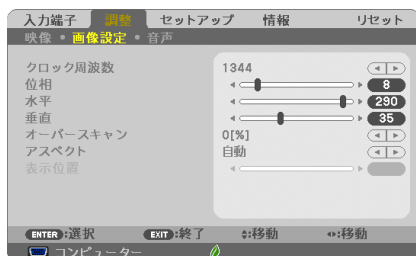 入力端子 調整 セットアップ 情報 リセット
映像 • 画像設定 • 音声
クロック周波数 1344
位相 8
水平 290
垂直 35
オーバースキャン 0[%]
アスペクト 自動
表示位置
ENTER:選択 EXIT:終了 :移動 :移動
コンピューター